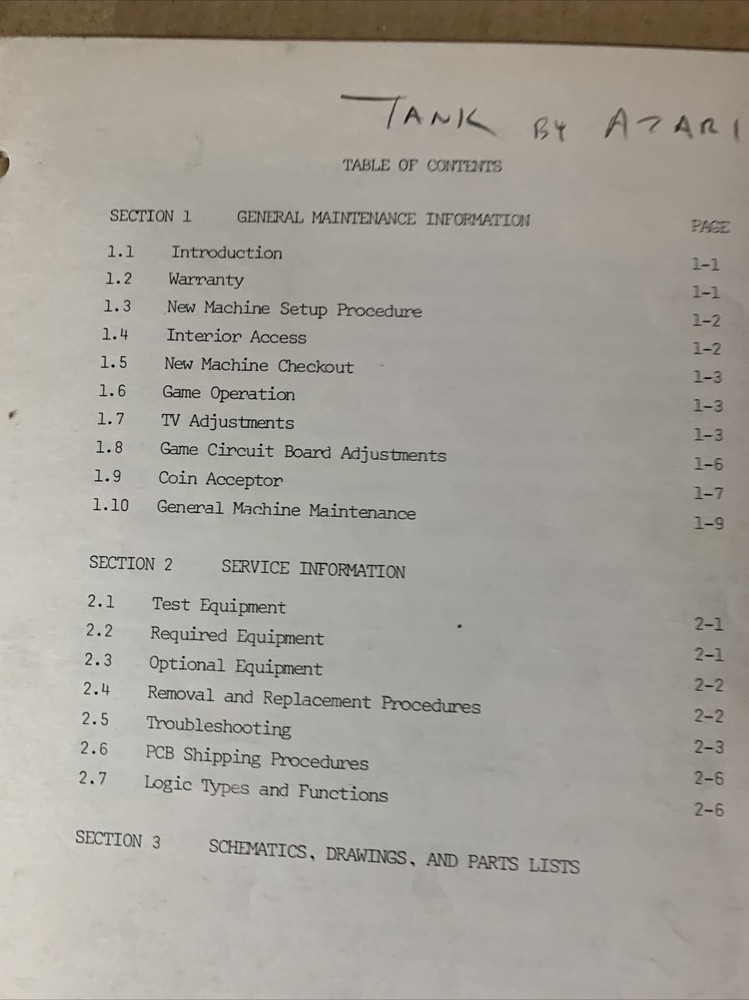 TANK BY ATARI
TABLE OF CONTENTS
SECTION 1 GENERAL MAINTENANCE INFORMATION PAGE
1.1 Introduction 1-1
1.2 Warranty 1-1
1.3 New Machine Setup Procedure 1-2
1.4 Interior Access 1-2
1.5 New Machine Checkout 1-3
1.6 Game Operation 1-3
1.7 TV Adjustments 1-3
1.8 Game Circuit Board Adjustments 1-6
1.9 Coin Acceptor 1-7
1.10 General Machine Maintenance 1-9
SECTION 2 SERVICE INFORMATION
2.1 Test Equipment 2-1
2.2 Required Equipment 2-1
2.3 Optional Equipment 2-2
2.4 Removal and Replacement Procedures 2-2
2.5 Troubleshooting 2-3
2.6 PCB Shipping Procedures 2-6
2.7 Logic Types and Functions 2-6
SECTION 3 SCHEMATICS, DRAWINGS, AND PARTS LISTS